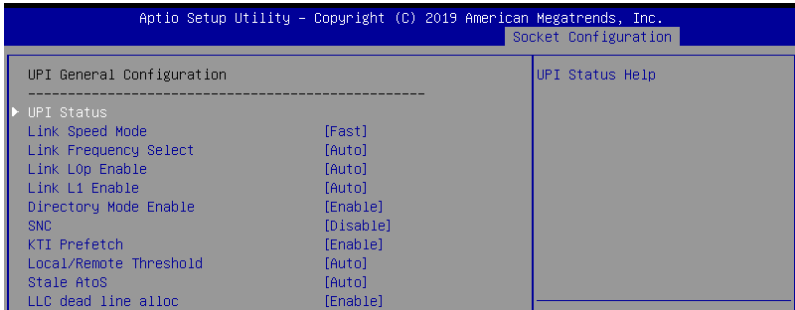 Aptio Setup Utility – Copyright (C) 2019 American Megatrends, Inc.
Socket Configuration
UPI General Configuration
UPI Status Help
--------------------------------------------------
UPI Status
Link Speed Mode [Fast]
Link Frequency Select [Auto]
Link L0p Enable [Auto]
Link L1 Enable [Auto]
Directory Mode Enable [Enable]
SNC [Disable]
KTI Prefetch [Enable]
Local/Remote Threshold [Auto]
Stale AtoS [Auto]
LLC dead line alloc [Enable]